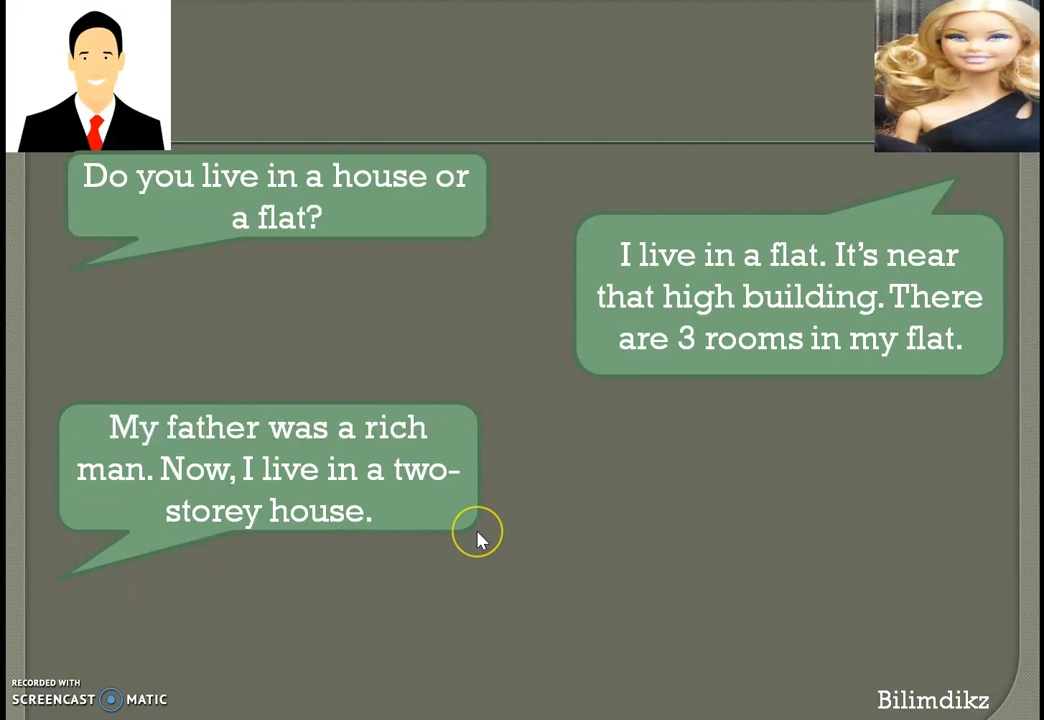 Do you live in a house or
a flat?
I live in a flat. It’s near
that high building. There
are 3 rooms in my flat.
My father was a rich
man. Now, I live in a two-
storey house.
RECORDED WITH
SCREENCAST MATIC
Bilimdikz